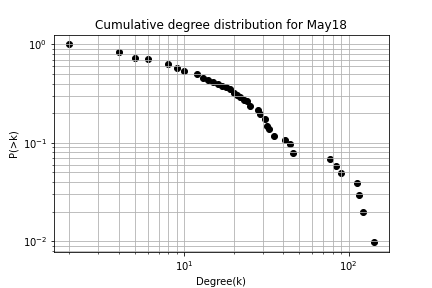 Cumulative degree distribution for May18
10⁰
10⁻¹
10⁻²
P(>k)
10¹
10²
Degree(k)